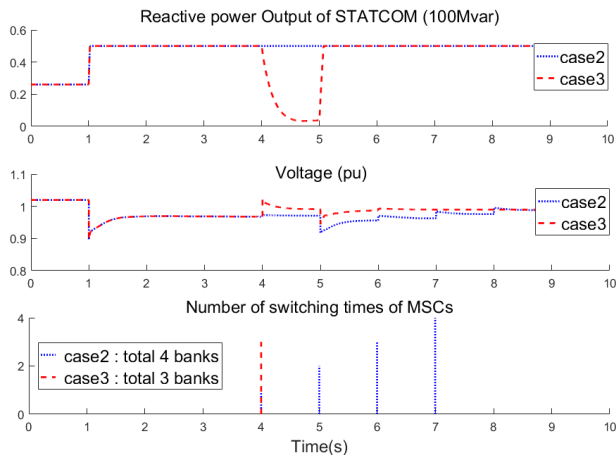 Reactive power Output of STATCOM (100Mvar)
0.6
0.4
0.2
0
case2
case3
0 1 2 3 4 5 6 7 8 9 10
Voltage (pu)
1.1
1
0.9
0.8
case2
case3
0 1 2 3 4 5 6 7 8 9 10
Number of switching times of MSCs
4
2
0
case2 : total 4 banks
case3 : total 3 banks
0 1 2 3 4 5 6 7 8 9 10
Time(s)